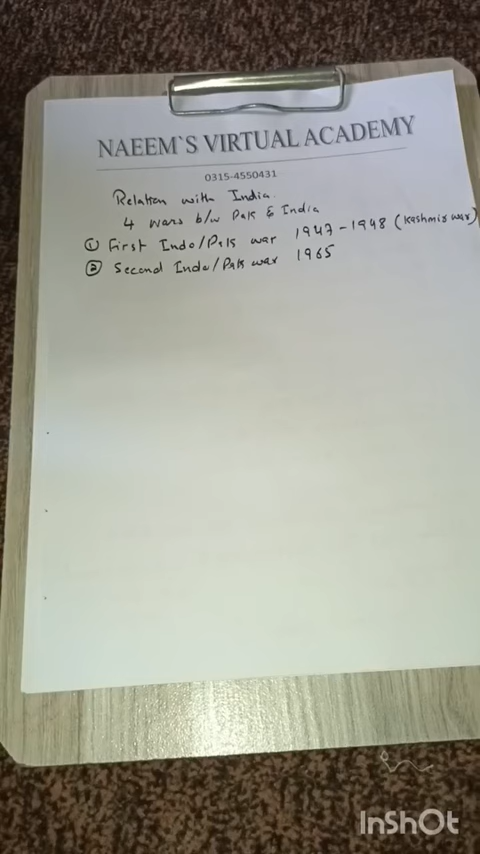 NAEEM`S VIRTUAL ACADEMY
0315-4550431
Relation with India.
4 wars b/w Pak & India
① First Indo/Pak war 1947-1948 (Kashmir war)
② Second Indo/Pak war 1965
InShOt